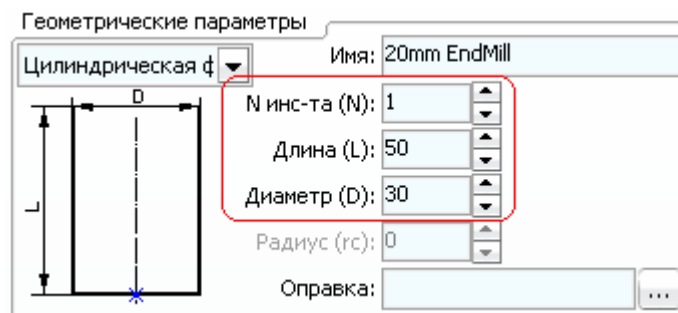 Геометрические параметры
Цилиндрическая ф
Имя: 20mm EndMill
D
L
N инс-та (N): 1
Длина (L): 50
Диаметр (D): 30
Радиус (rc): 0
Оправка: ...